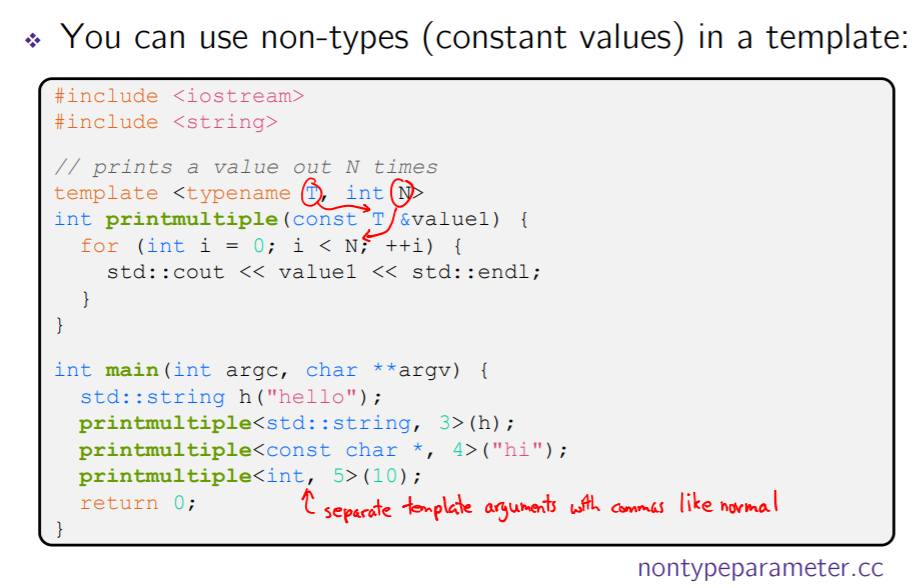 ❖ You can use non-types (constant values) in a template:
#include <iostream>
#include <string>
// prints a value out N times
template <typename T, int N>
int printmultiple(const T &value1) {
for (int i = 0; i < N; ++i) {
std::cout << value1 << std::endl;
}
}
int main(int argc, char **argv) {
std::string h("hello");
printmultiple<std::string, 3>(h);
printmultiple<const char *, 4>("hi");
printmultiple<int, 5>(10);
return 0;
separate template arguments with commas like normal
}
nontypeparameter.cc